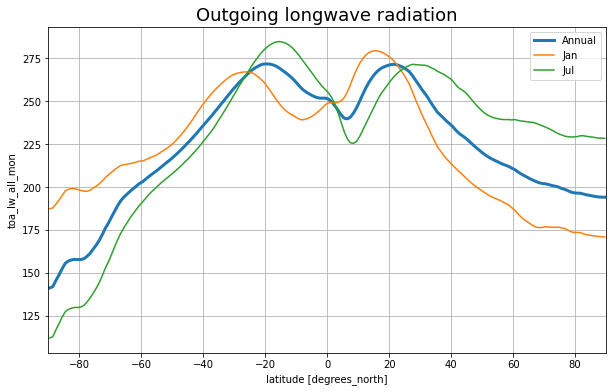 Outgoing longwave radiation
Annual
Jan
Jul
toa_lw_all_mon
275
250
225
200
175
150
125
−80 −60 −40 −20 0 20 40 60 80
latitude [degrees_north]